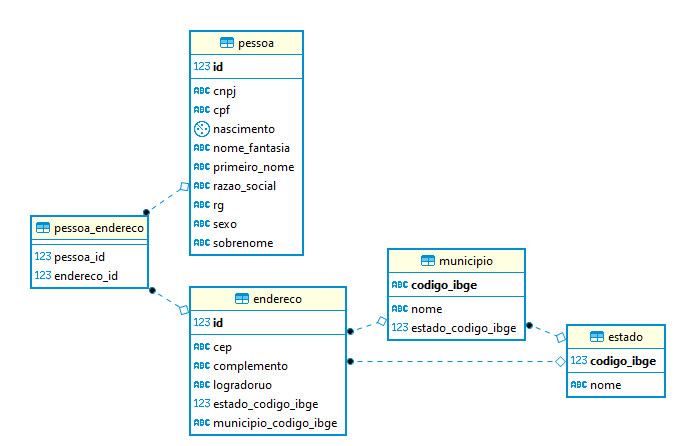 pessoa
123 id
ABC cnpj
ABC cpf
nascimento
ABC nome_fantasia
ABC primeiro_nome
ABC razao_social
ABC rg
ABC sexo
ABC sobrenome
pessoa_endereco
123 pessoa_id
123 endereco_id
endereco
123 id
ABC cep
ABC complemento
ABC logradoruo
123 estado_codigo_ibge
ABC municipio_codigo_ibge
municipio
ABC codigo_ibge
ABC nome
123 estado_codigo_ibge
estado
123 codigo_ibge
ABC nome